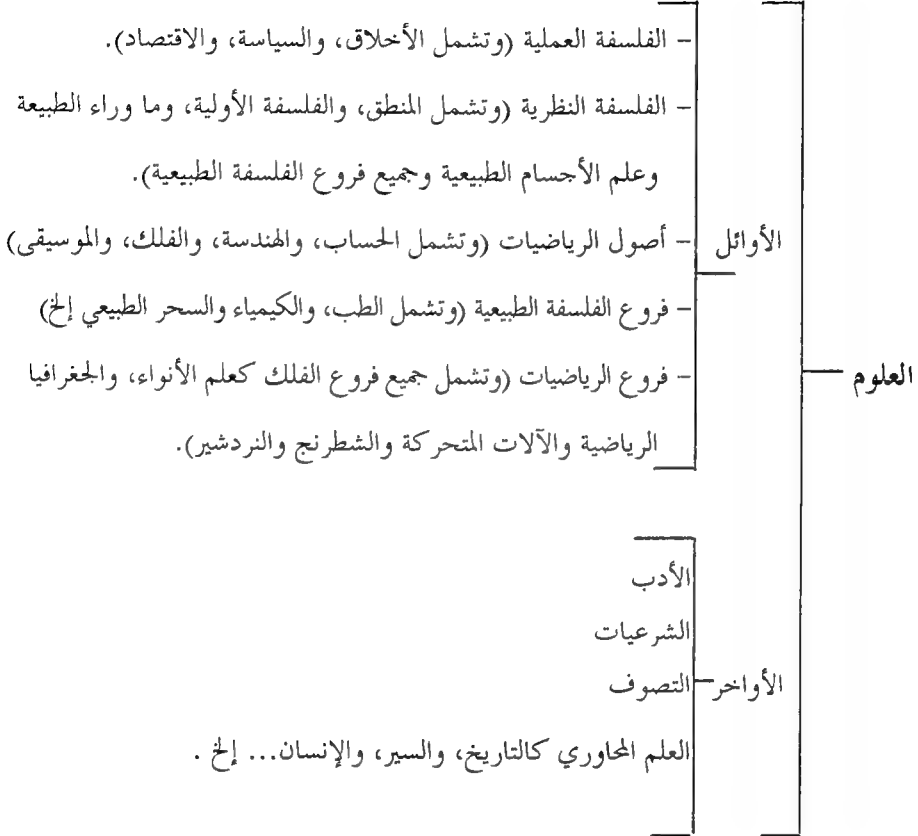 العلوم
الأوائل
– الفلسفة العملية (وتشمل الأخلاق، والسياسة، والاقتصاد).
– الفلسفة النظرية (وتشمل المنطق، والفلسفة الأولية، وما وراء الطبيعة
وعلم الأجسام الطبيعية وجميع فروع الفلسفة الطبيعية).
– أصول الرياضيات (وتشمل الحساب، والهندسة، والفلك، والموسيقى)
– فروع الفلسفة الطبيعية (وتشمل الطب، والكيمياء والسحر الطبيعي إلخ)
– فروع الرياضيات (وتشمل جميع فروع الفلك كعلم الأنواء، والجغرافيا
الرياضية والآلات المتحركة والشطرنج والنردشير).
الأواخر
الأدب
الشرعيات
التصوف
العلم المحاوري كالتاريخ، والسير، والإنسان... إلخ .